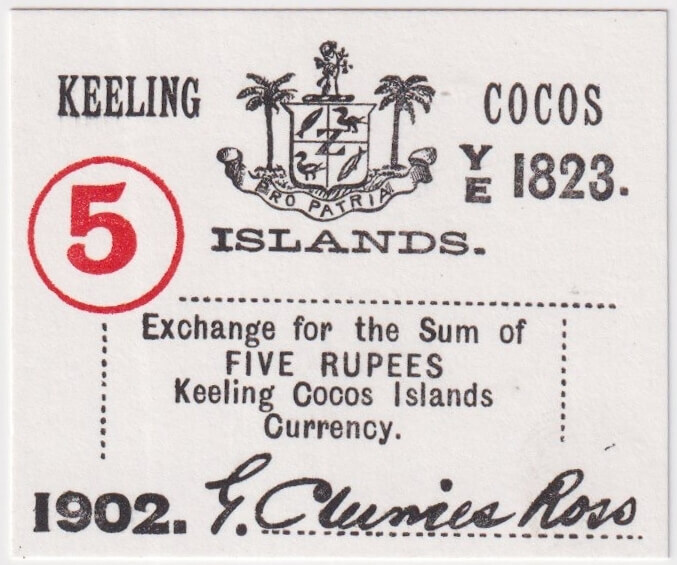 KEELING COCOS
YE 1823.
PRO PATRIA
ISLANDS.
5
Exchange for the Sum of
FIVE RUPEES
Keeling Cocos Islands
Currency.
1902. G. Clunies Ross